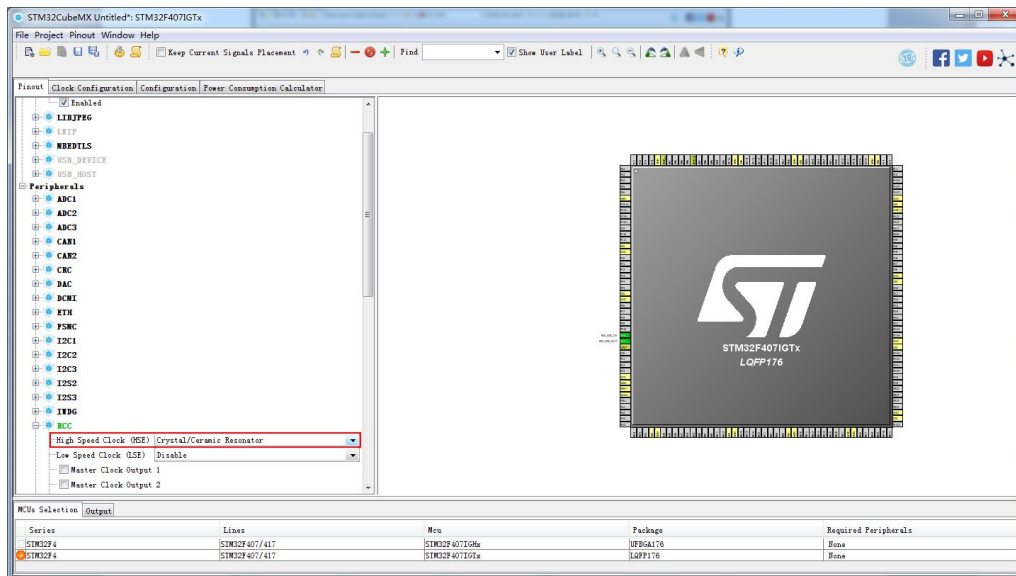 STM32CubeMX Untitled*: STM32F407IGTx
File Project Pinout Window Help
Keep Current Signals Placement
Find
Show User Label
Pinout Clock Configuration Configuration Power Consumption Calculator
Enabled
LIBJPEG
LWIP
MBEDTLS
USB_DEVICE
USB_HOST
Peripherals
ADC1
ADC2
ADC3
CAN1
CAN2
CRC
DAC
DCMI
ETH
FSMC
I2C1
I2C2
I2C3
I2S2
I2S3
IWDG
RCC
High Speed Clock (HSE) Crystal/Ceramic Resonator
Low Speed Clock (LSE) Disable
Master Clock Output 1
Master Clock Output 2
STM32F407IGTx
LQFP176
MCUs Selection Output
Series Lines Mcu Package Required Peripherals
STM32F4 STM32F407/417 STM32F407IGHx UFBGA176 None
STM32F4 STM32F407/417 STM32F407IGTx LQFP176 None